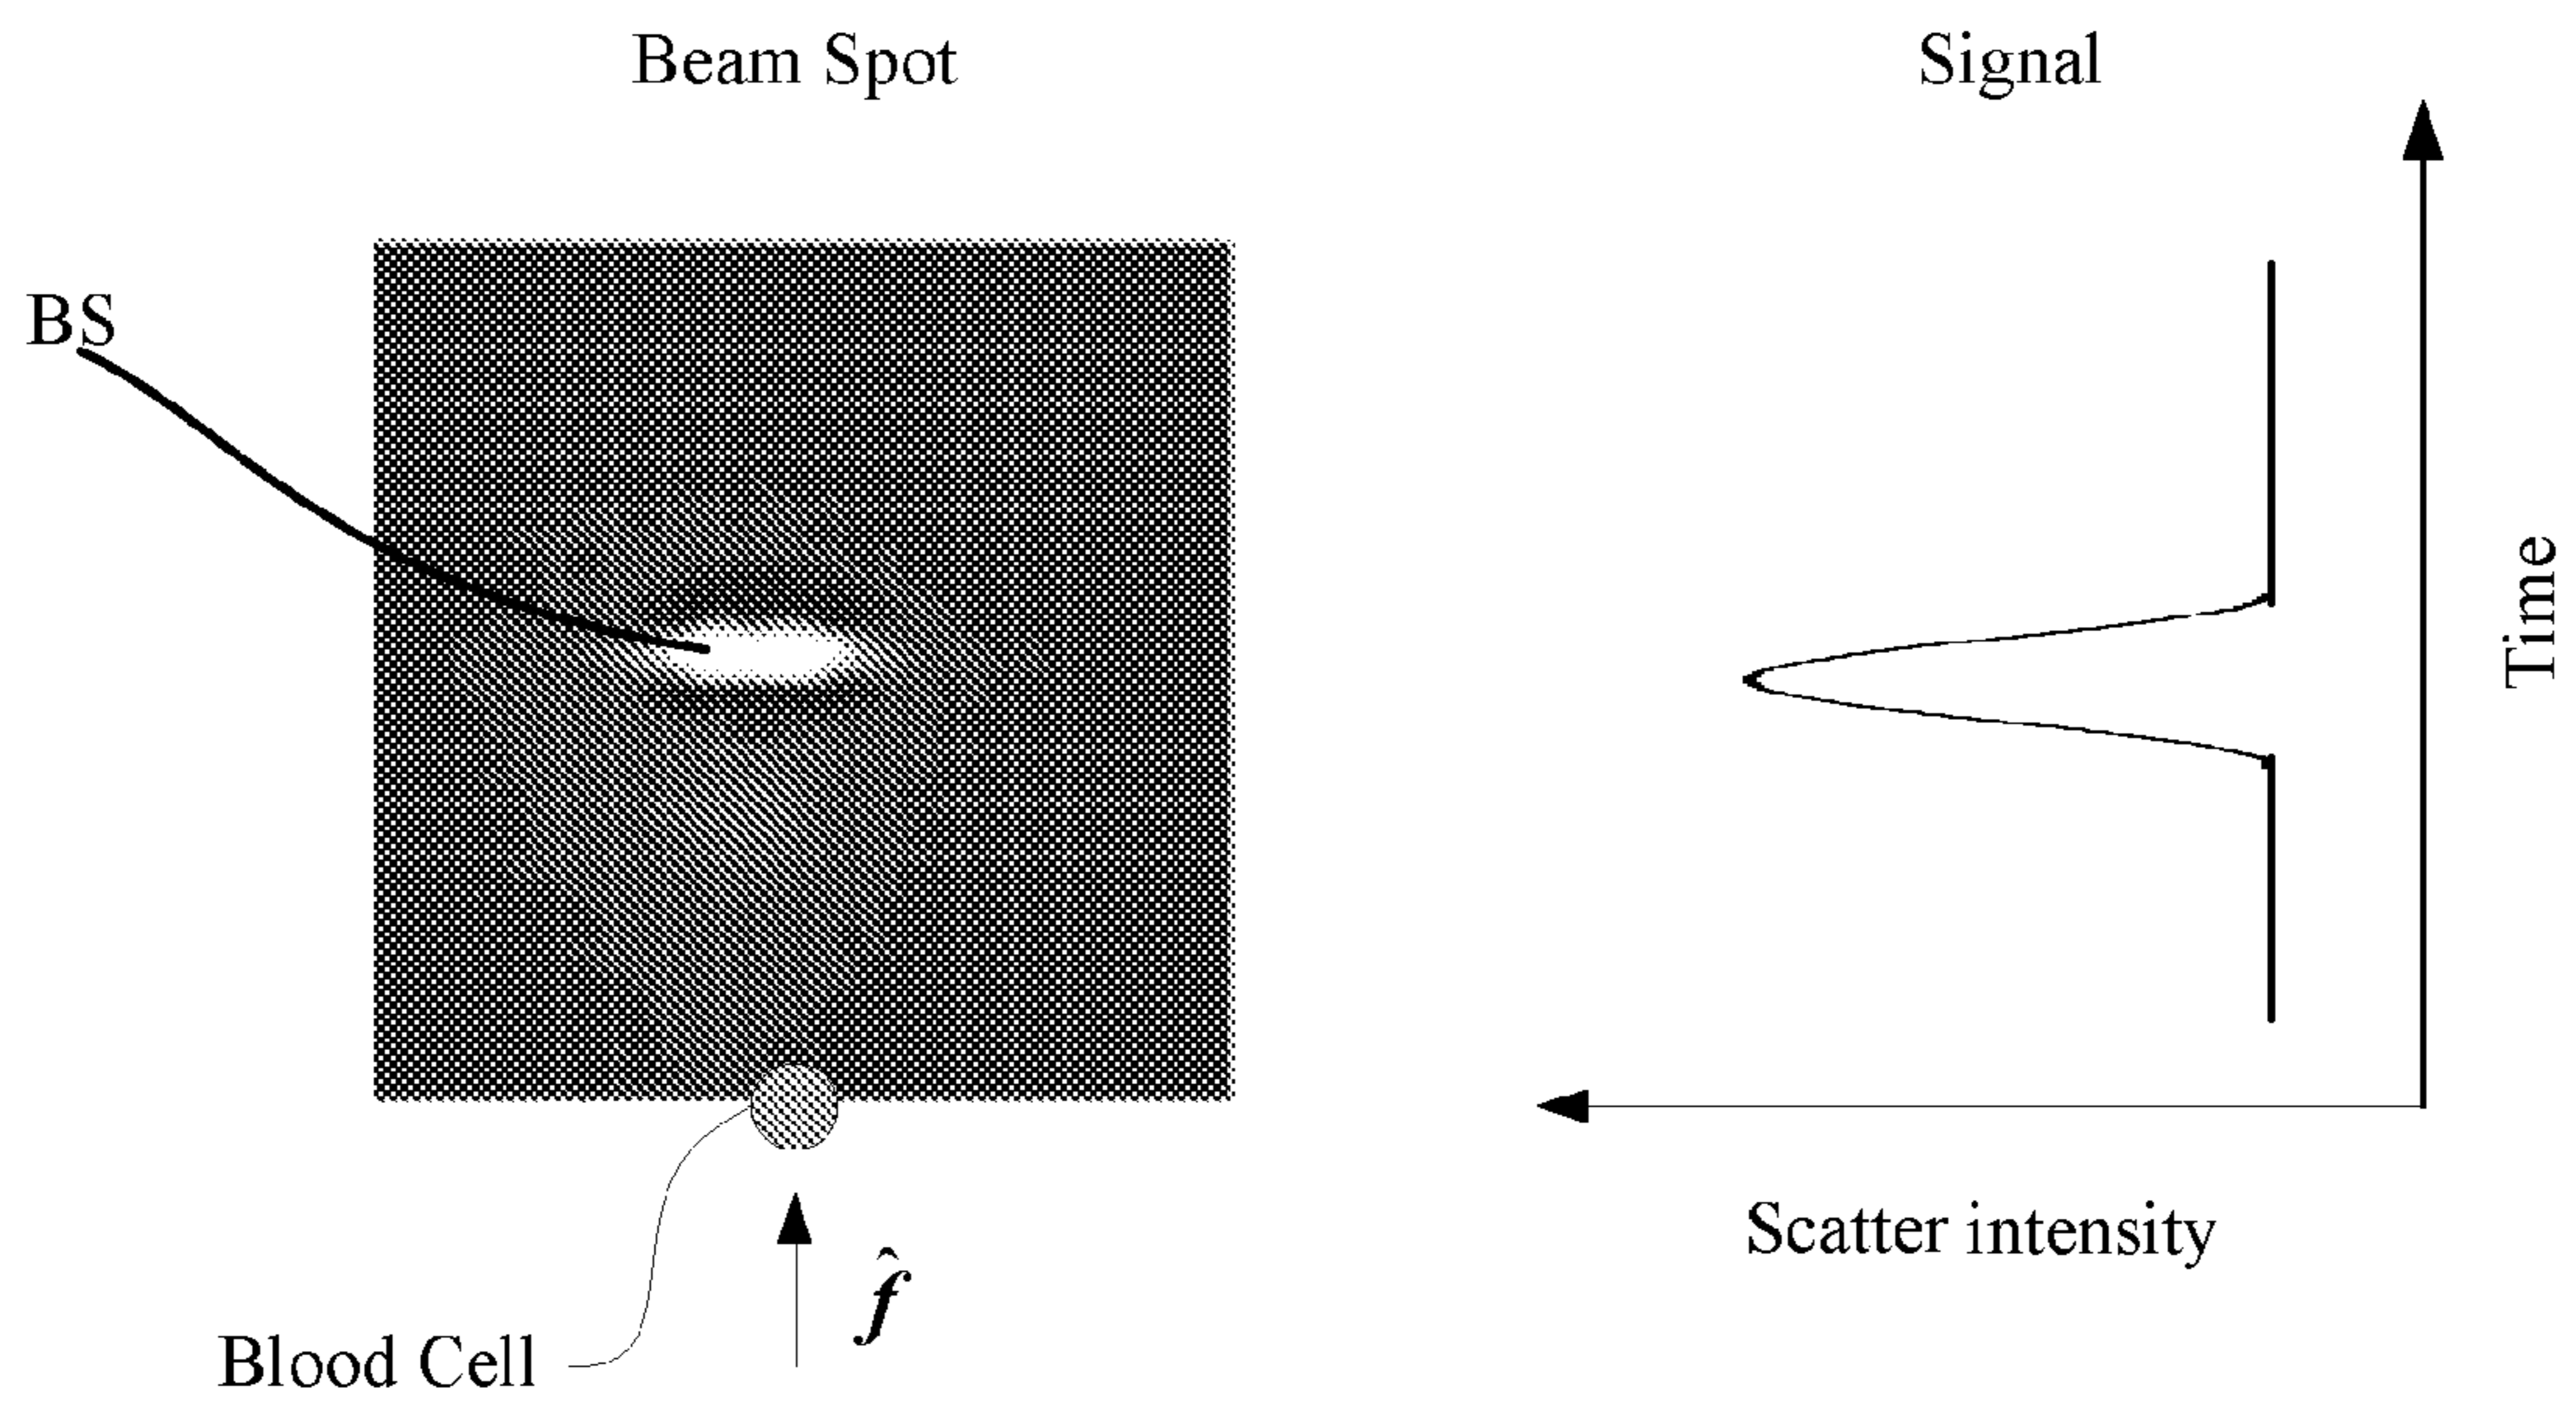 Beam Spot
Signal
BS
Time
Scatter intensity
f̂
Blood Cell